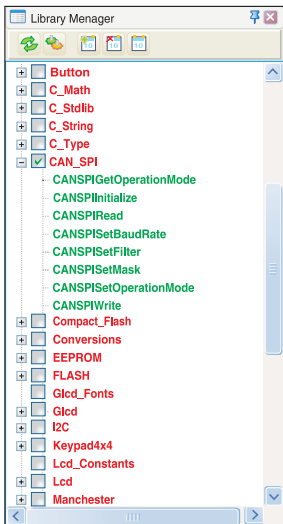 Library Menager
Button
C_Math
C_Stdlib
C_String
C_Type
CAN_SPI
CANSPIGetOperationMode
CANSPIInitialize
CANSPIRead
CANSPISetBaudRate
CANSPISetFilter
CANSPISetMask
CANSPISetOperationMode
CANSPIWrite
Compact_Flash
Conversions
EEPROM
FLASH
Glcd_Fonts
Glcd
I2C
Keypad4x4
Lcd_Constants
Lcd
Manchester